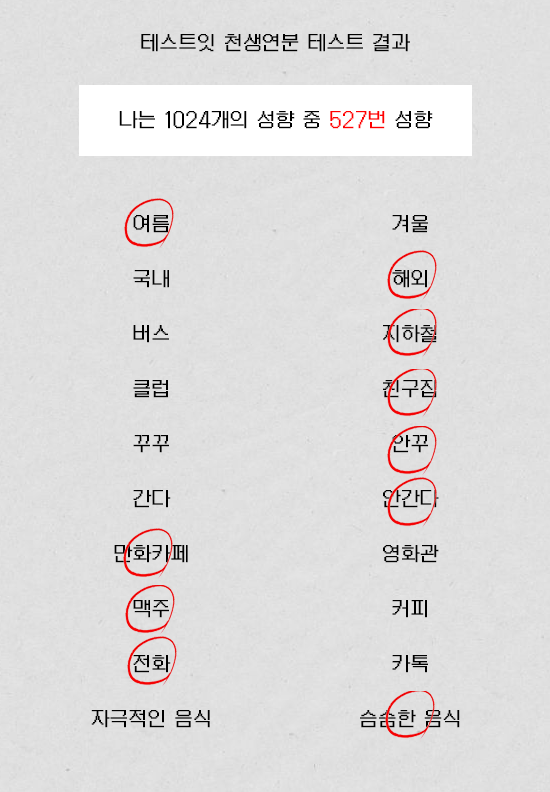 테스트잇 천생연분 테스트 결과
나는 1024개의 성향 중 527번 성향
여름 겨울
국내 해외
버스 지하철
클럽 친구집
꾸꾸 안꾸
간다 안간다
만화카페 영화관
맥주 커피
전화 카톡
자극적인 음식 슴슴한 음식